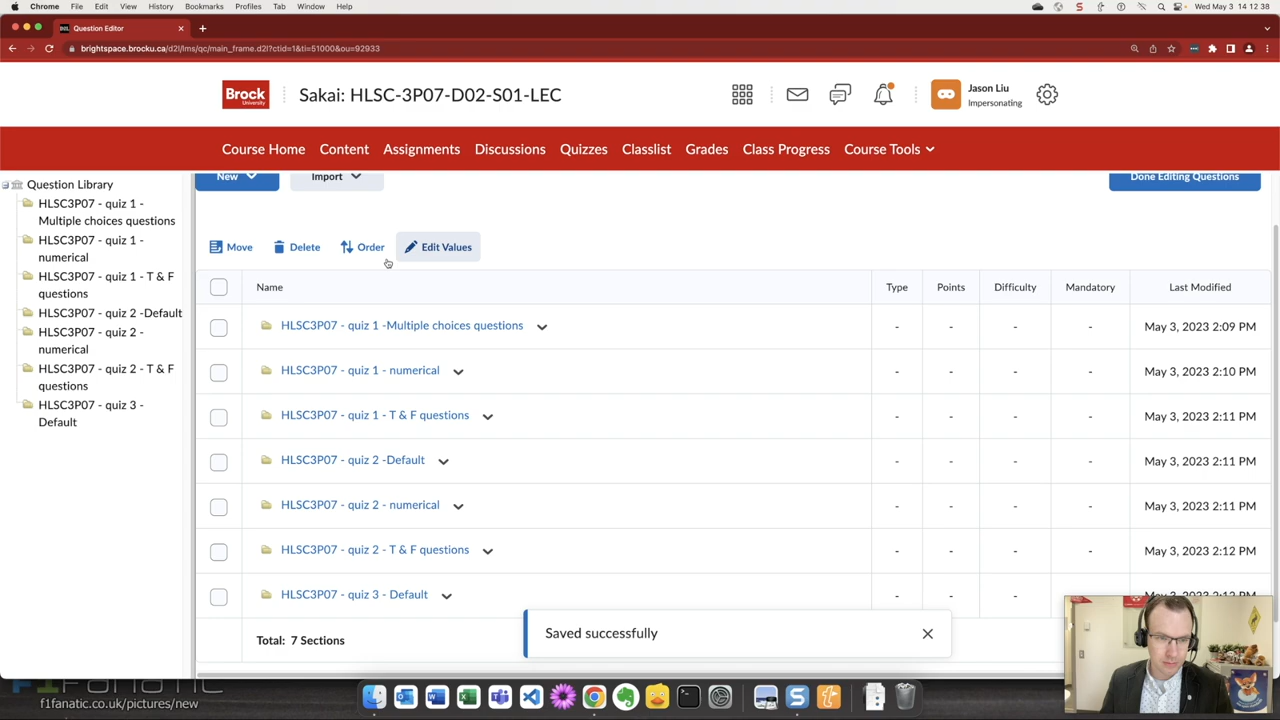 Chrome File Edit View History Bookmarks Profiles Tab Window Help
Wed May 3 14 12 38
Question Editor
brightspace.brocku.ca/d2l/lms/qc/main_frame.d2l?ctid=1&ti=51000&ou=92933
Brock
University
Sakai: HLSC-3P07-D02-S01-LEC
Jason Liu
Impersonating
Course Home Content Assignments Discussions Quizzes Classlist Grades Class Progress Course Tools
Question Library
HLSC3P07 - quiz 1 -
Multiple choices questions
HLSC3P07 - quiz 1 -
numerical
HLSC3P07 - quiz 1 - T & F
questions
HLSC3P07 - quiz 2 -Default
HLSC3P07 - quiz 2 -
numerical
HLSC3P07 - quiz 2 - T & F
questions
HLSC3P07 - quiz 3 -
Default
New Import Done Editing Questions
Move Delete Order Edit Values
Name Type Points Difficulty Mandatory Last Modified
HLSC3P07 - quiz 1 -Multiple choices questions - - - - May 3, 2023 2:09 PM
HLSC3P07 - quiz 1 - numerical - - - - May 3, 2023 2:10 PM
HLSC3P07 - quiz 1 - T & F questions - - - - May 3, 2023 2:11 PM
HLSC3P07 - quiz 2 -Default - - - - May 3, 2023 2:11 PM
HLSC3P07 - quiz 2 - numerical - - - - May 3, 2023 2:11 PM
HLSC3P07 - quiz 2 - T & F questions - - - - May 3, 2023 2:12 PM
HLSC3P07 - quiz 3 - Default - - - -
Total: 7 Sections
Saved successfully
F1Fanatic
f1fanatic.co.uk/pictures/new